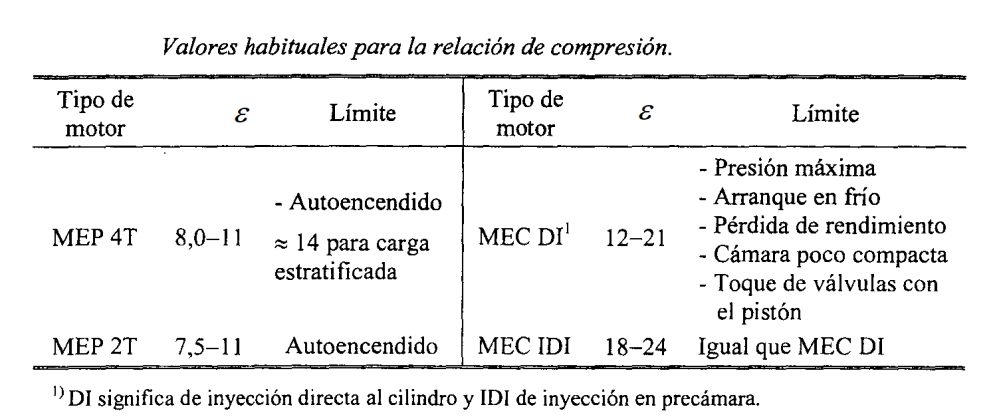 Valores habituales para la relación de compresión.
Tipo de motor ε Límite Tipo de motor ε Límite
MEP 4T 8,0–11 - Autoencendido
≈ 14 para carga
estratificada
MEC DI¹ 12–21 - Presión máxima
- Arranque en frío
- Pérdida de rendimiento
- Cámara poco compacta
- Toque de válvulas con
el pistón
MEP 2T 7,5–11 Autoencendido MEC IDI 18–24 Igual que MEC DI
¹⁾ DI significa de inyección directa al cilindro y IDI de inyección en precámara.